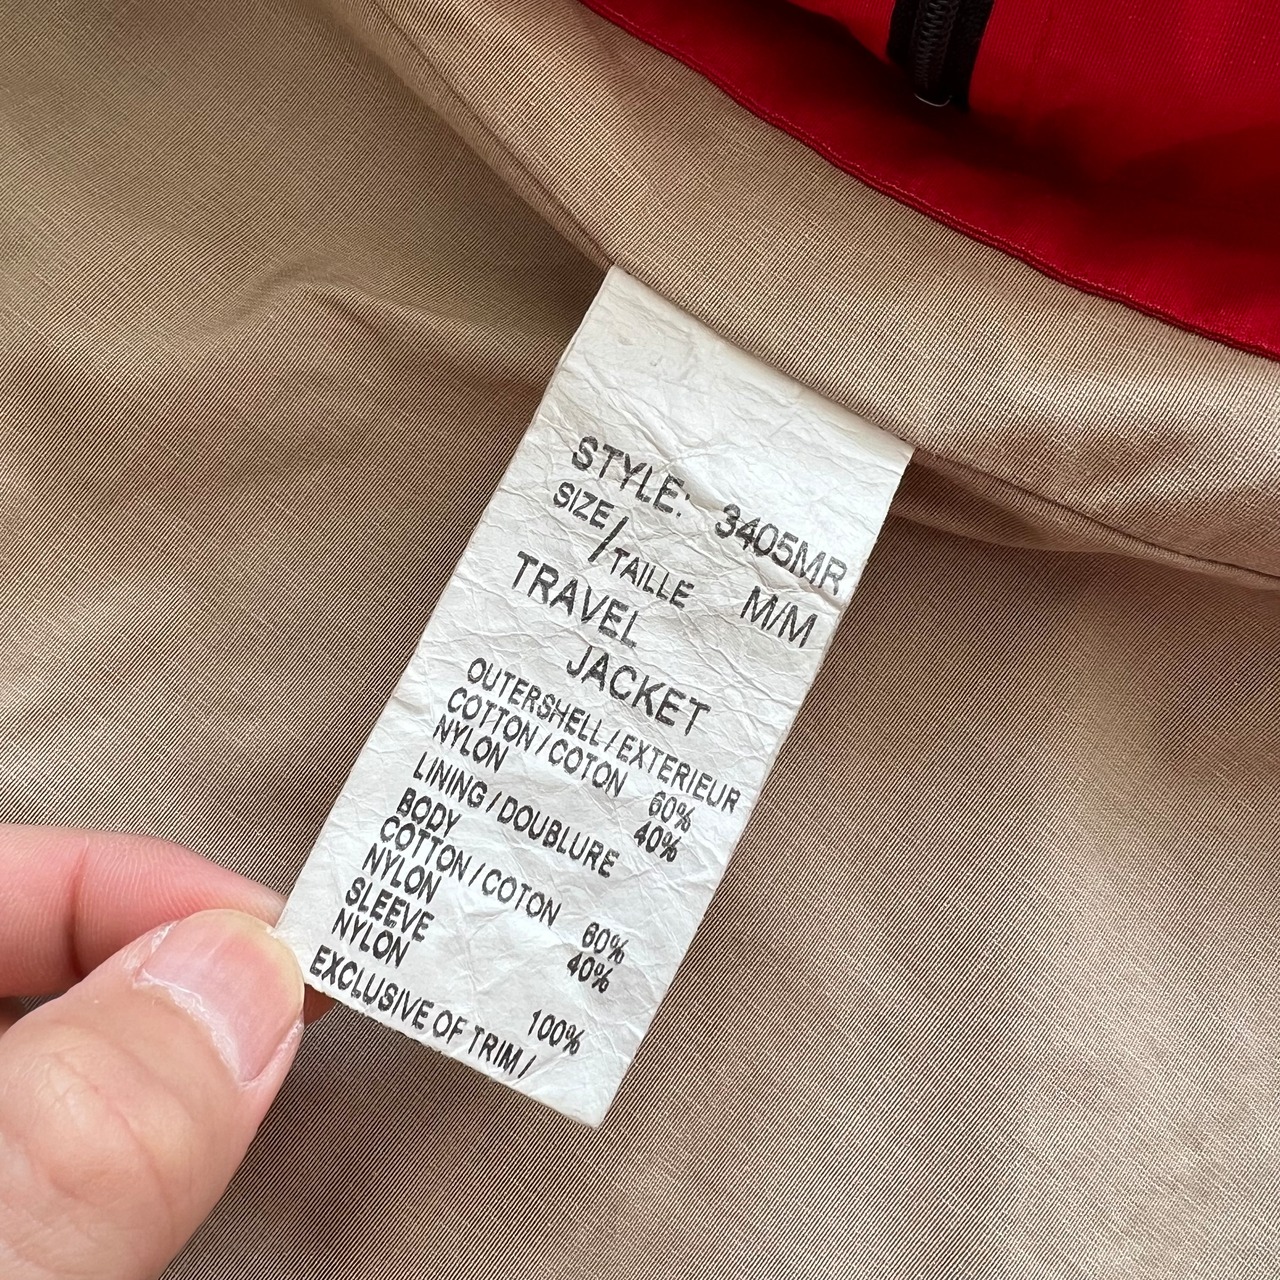 STYLE: 3405MR
SIZE / TAILLE M/M
TRAVEL
JACKET
OUTERSHELL / EXTERIEUR
COTTON / COTON 60%
NYLON 40%
LINING / DOUBLURE
BODY
COTTON / COTON 60%
NYLON 40%
SLEEVE
NYLON 100%
EXCLUSIVE OF TRIM /